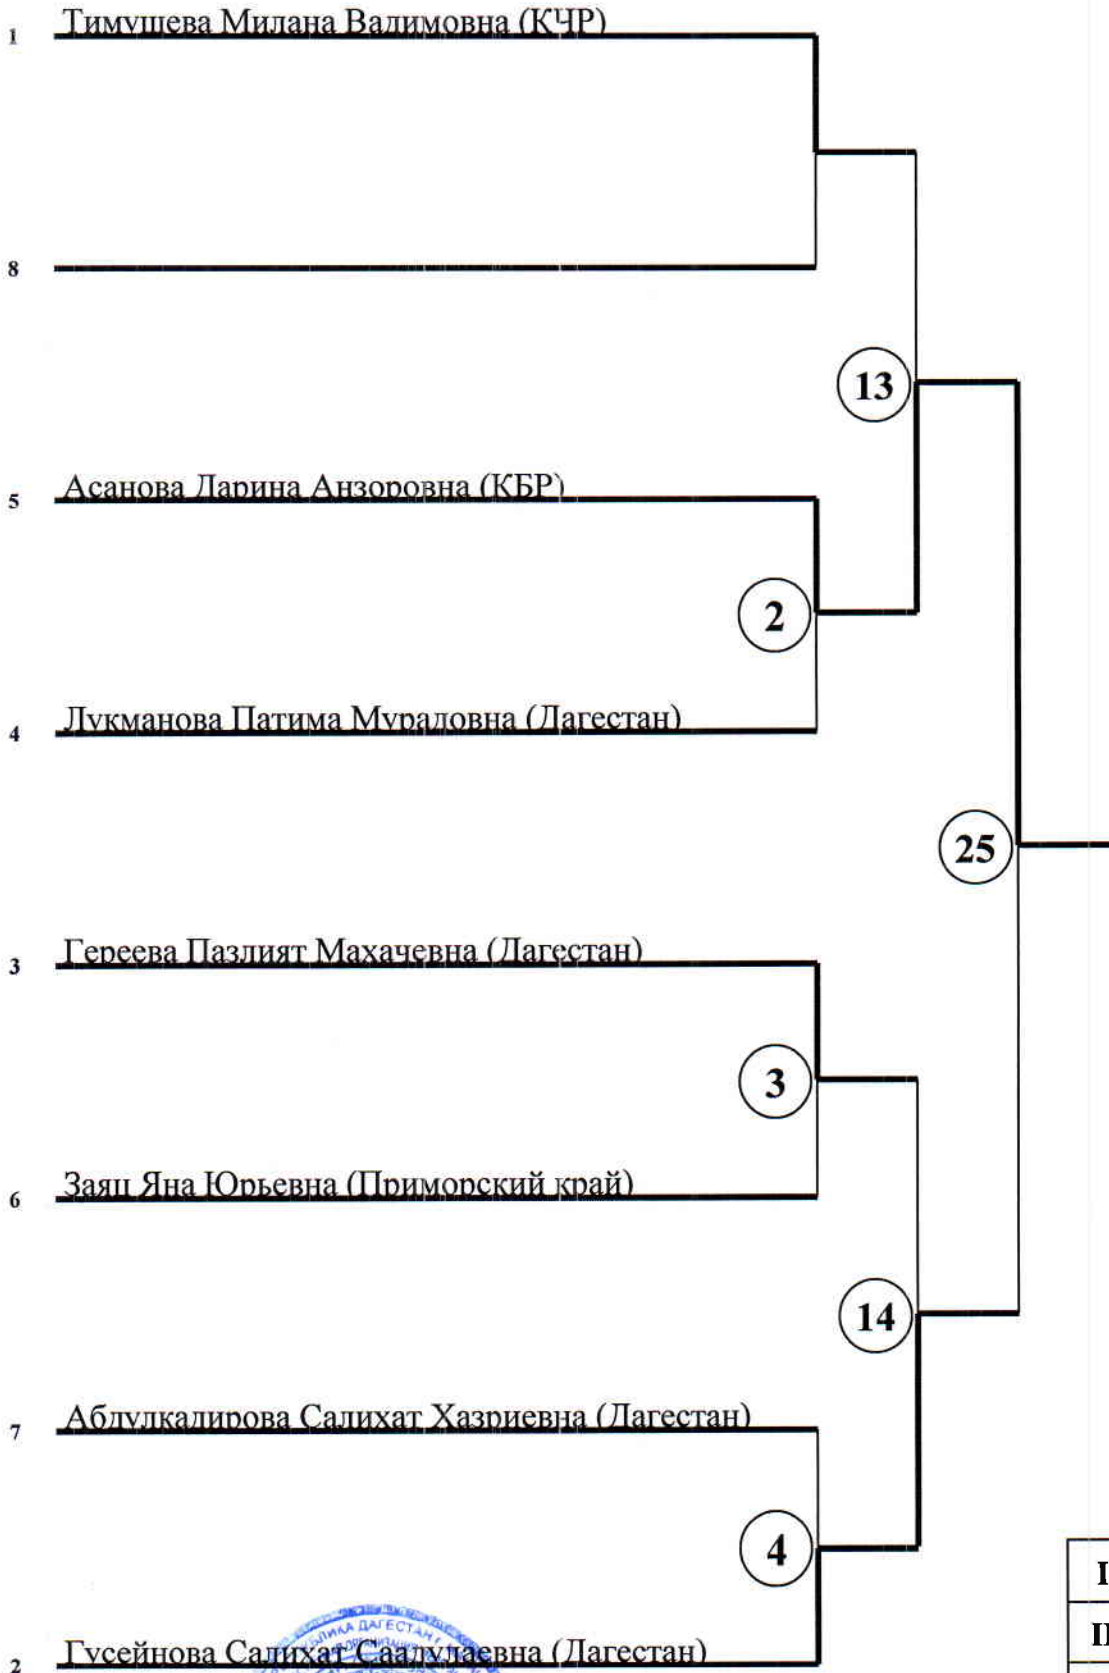 1 Тимушева Милана Вадимовна (КЧР)
8
13
5 Асанова Дарина Анзоровна (КБР)
2
4 Лукманова Патима Мурадовна (Дагестан)
25
3 Гереева Пазлият Махачевна (Дагестан)
3
6 Заяц Яна Юрьевна (Приморский край)
14
7 Абдулкадирова Салихат Хазриевна (Дагестан)
4
I
II
2 Гусейнова Салихат Саадулаевна (Дагестан)
ДАГЕСТАН